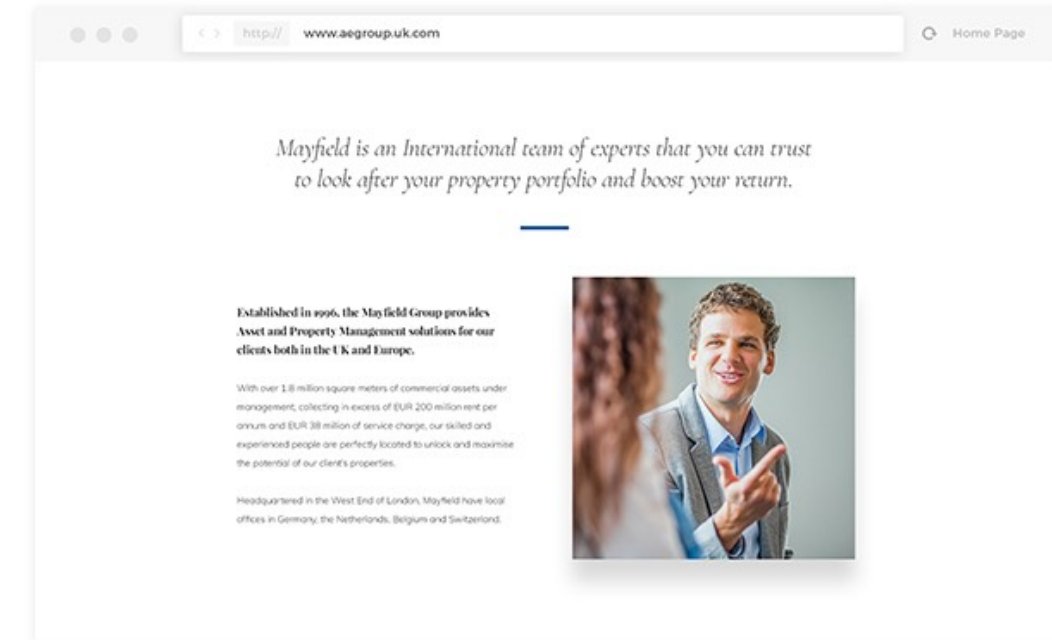 http://
www.aegroup.uk.com
Home Page
Mayfield is an International team of experts that you can trust
to look after your property portfolio and boost your return.
Established in 1996, the Mayfield Group provides
Asset and Property Management solutions for our
clients both in the UK and Europe.
With over 1.8 million square meters of commercial assets under
management, collecting in excess of EUR 200 million rent per
annum and EUR 38 million of service charge, our skilled and
experienced people are perfectly located to unlock and maximise
the potential of our client's properties.
Headquartered in the West End of London, Mayfield have local
offices in Germany, the Netherlands, Belgium and Switzerland.